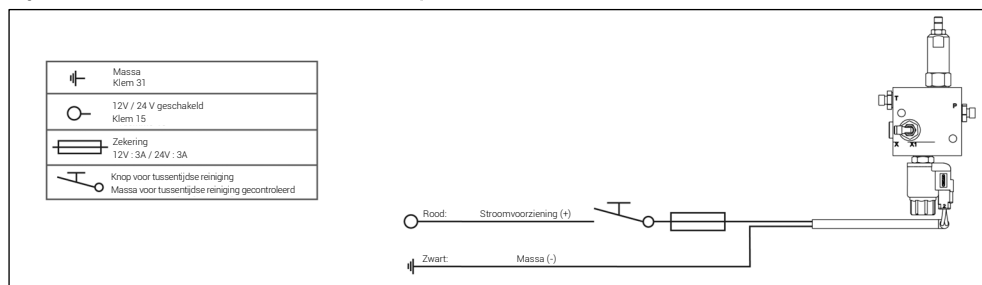 Massa
Klem 31
12V / 24 V geschakeld
Klem 15
Zekering
12V : 3A / 24V : 3A
Knop voor tussentijdse reiniging
Massa voor tussentijdse reiniging gecontroleerd
T
P
X X1
Rood: Stroomvoorziening (+)
Zwart: Massa (-)